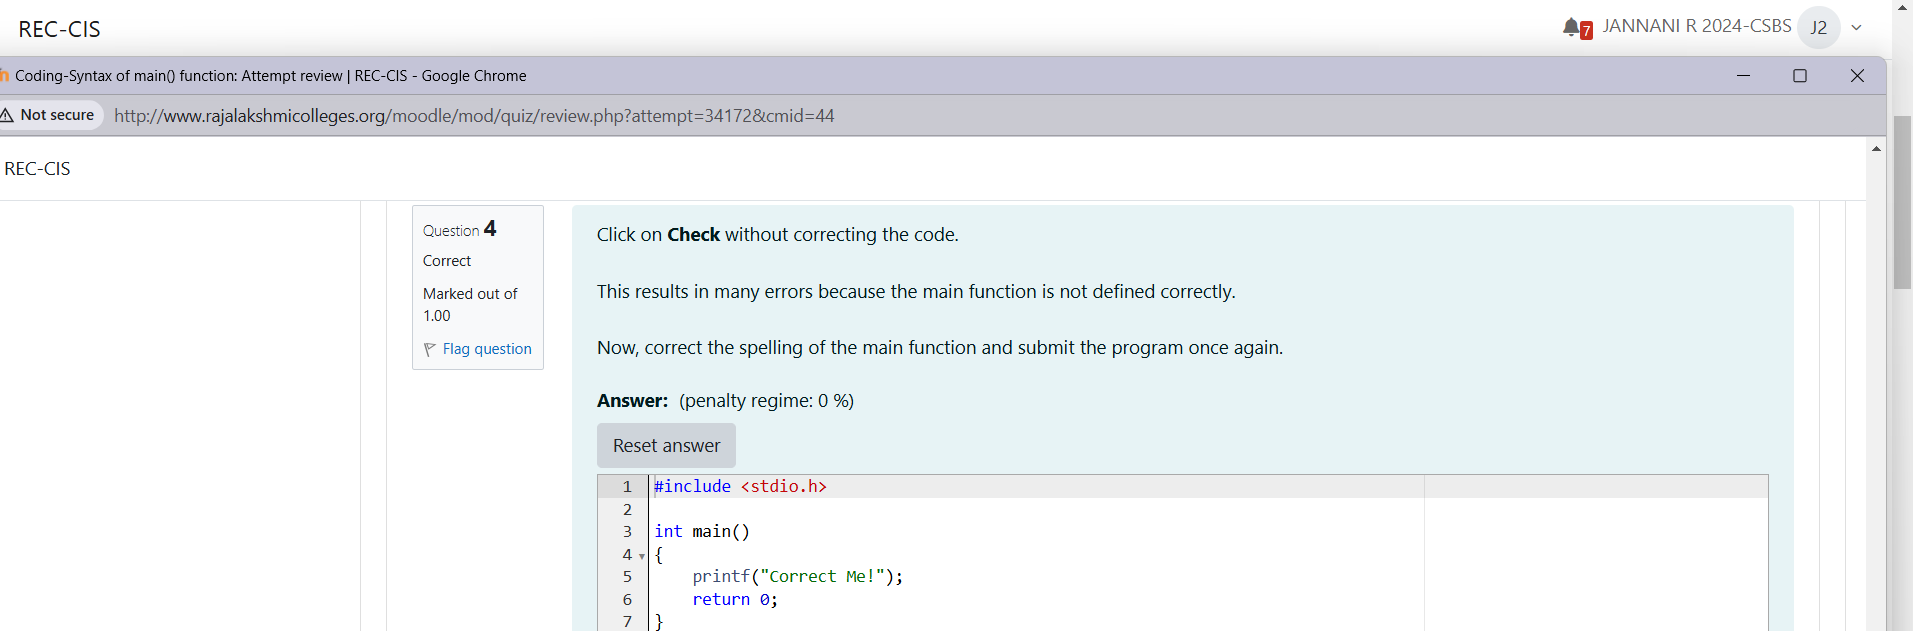 REC-CIS
7 JANNANI R 2024-CSBS J2
Coding-Syntax of main() function: Attempt review | REC-CIS - Google Chrome
Not secure http://www.rajalakshmicolleges.org/moodle/mod/quiz/review.php?attempt=34172&cmid=44
REC-CIS
Question 4
Correct
Marked out of
1.00
Flag question
Click on Check without correcting the code.
This results in many errors because the main function is not defined correctly.
Now, correct the spelling of the main function and submit the program once again.
Answer: (penalty regime: 0 %)
Reset answer
1 #include <stdio.h>
2
3 int main()
4 {
5 printf("Correct Me!");
6 return 0;
7 }